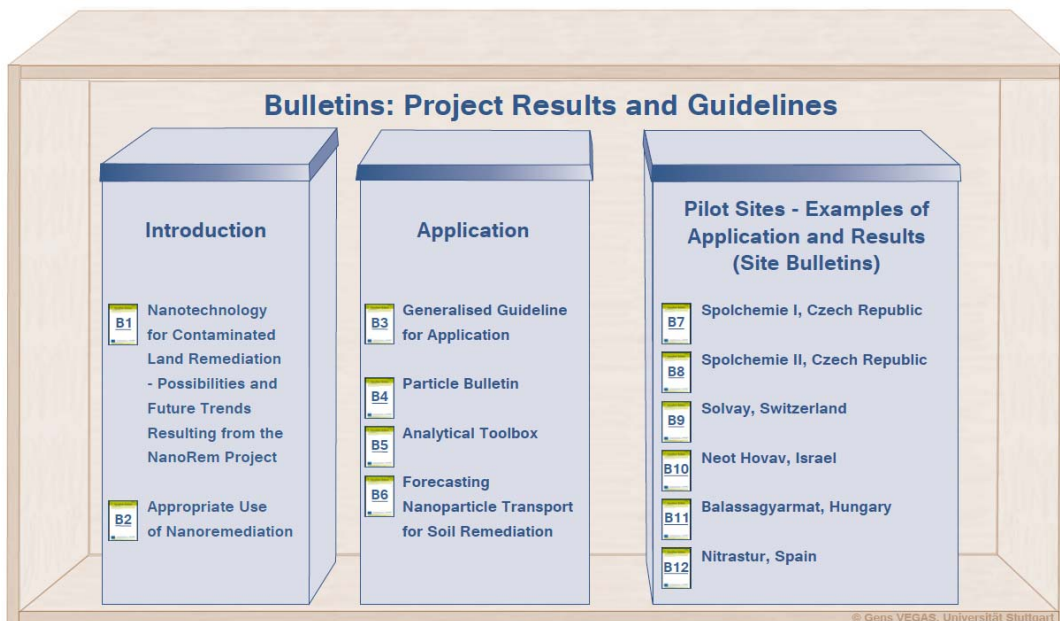 Bulletins: Project Results and Guidelines
Introduction
B1
Nanotechnology
for Contaminated
Land Remediation
- Possibilities and
Future Trends
Resulting from the
NanoRem Project
B2
Appropriate Use
of Nanoremediation
Application
B3
Generalised Guideline
for Application
B4
Particle Bulletin
B5
Analytical Toolbox
B6
Forecasting
Nanoparticle Transport
for Soil Remediation
Pilot Sites - Examples of
Application and Results
(Site Bulletins)
B7
Spolchemie I, Czech Republic
B8
Spolchemie II, Czech Republic
B9
Solvay, Switzerland
B10
Neot Hovav, Israel
B11
Balassagyarmat, Hungary
B12
Nitrastur, Spain
© Gens VEGAS, Universität Stuttgart